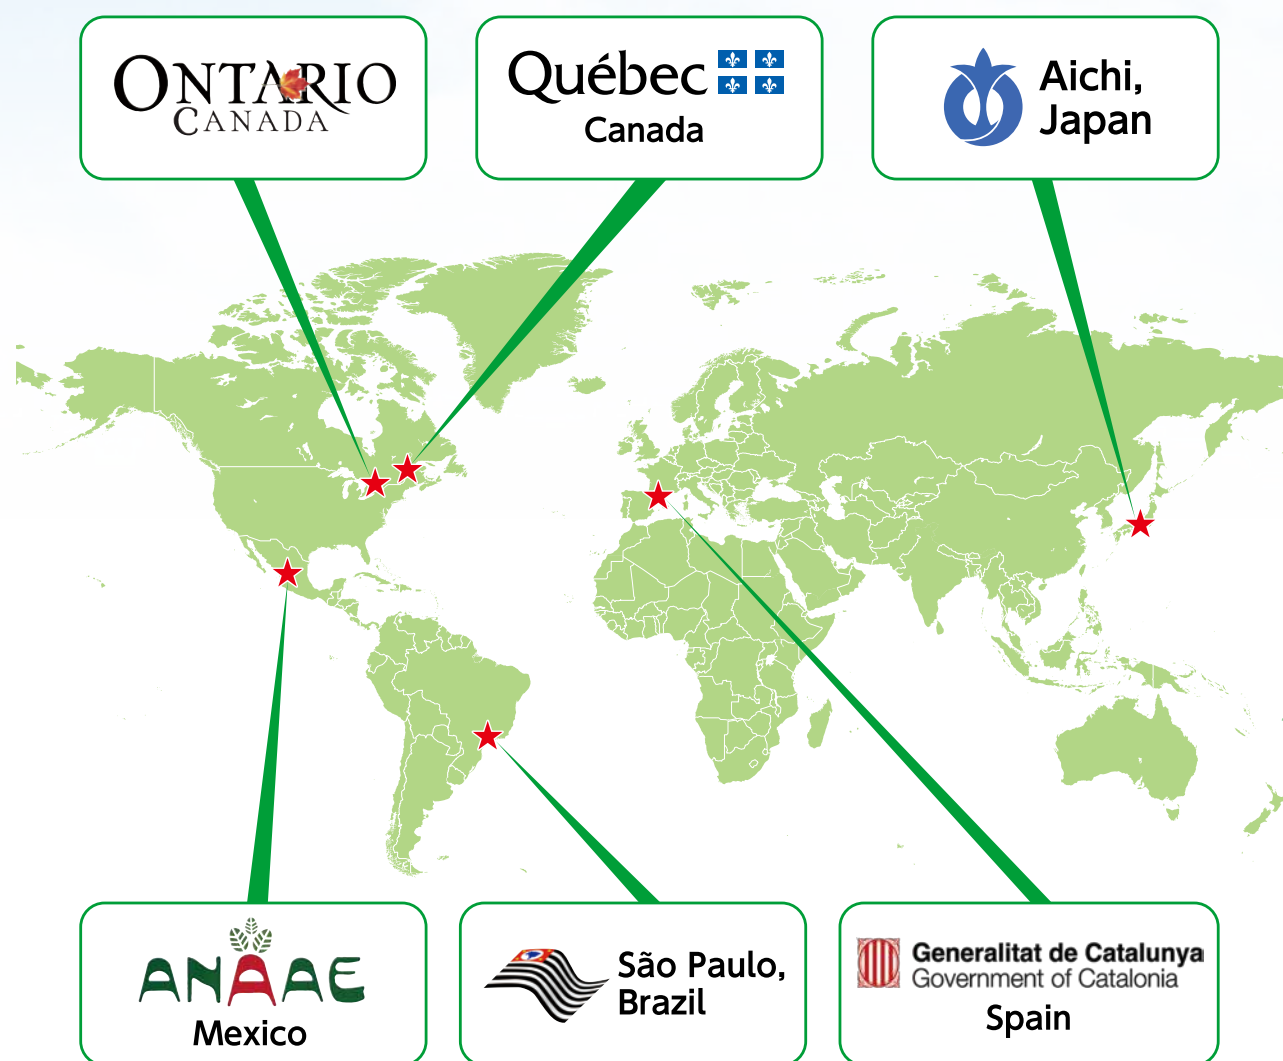 ONTARIO
CANADA
Québec
Canada
Aichi,
Japan
ANAAE
Mexico
São Paulo,
Brazil
Generalitat de Catalunya
Government of Catalonia
Spain